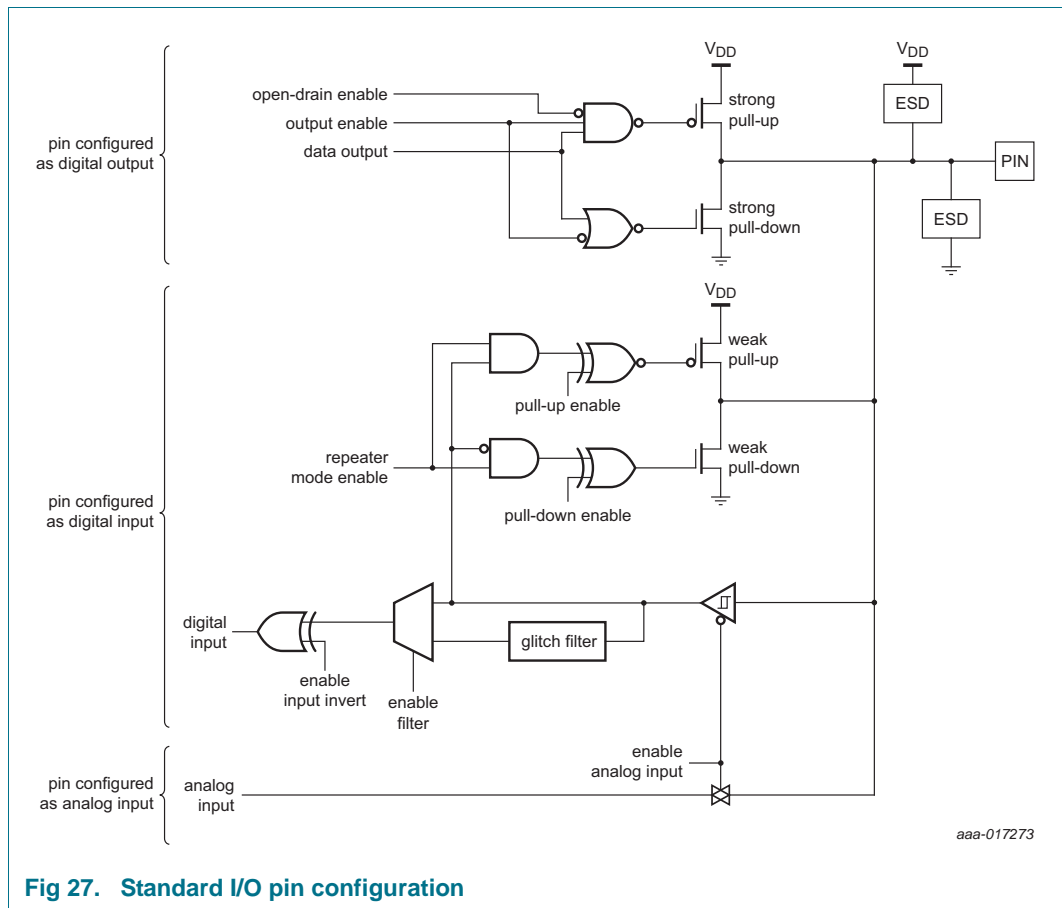 VDD
VDD
open-drain enable
strong
pull-up
ESD
output enable
pin configured
as digital output
data output
PIN
strong
pull-down
ESD
VDD
weak
pull-up
pull-up enable
repeater
mode enable
weak
pull-down
pin configured
as digital input
pull-down enable
digital
input
glitch filter
enable
input invert
enable
filter
enable
analog input
pin configured
as analog input
analog
input
aaa-017273
Fig 27. Standard I/O pin configuration